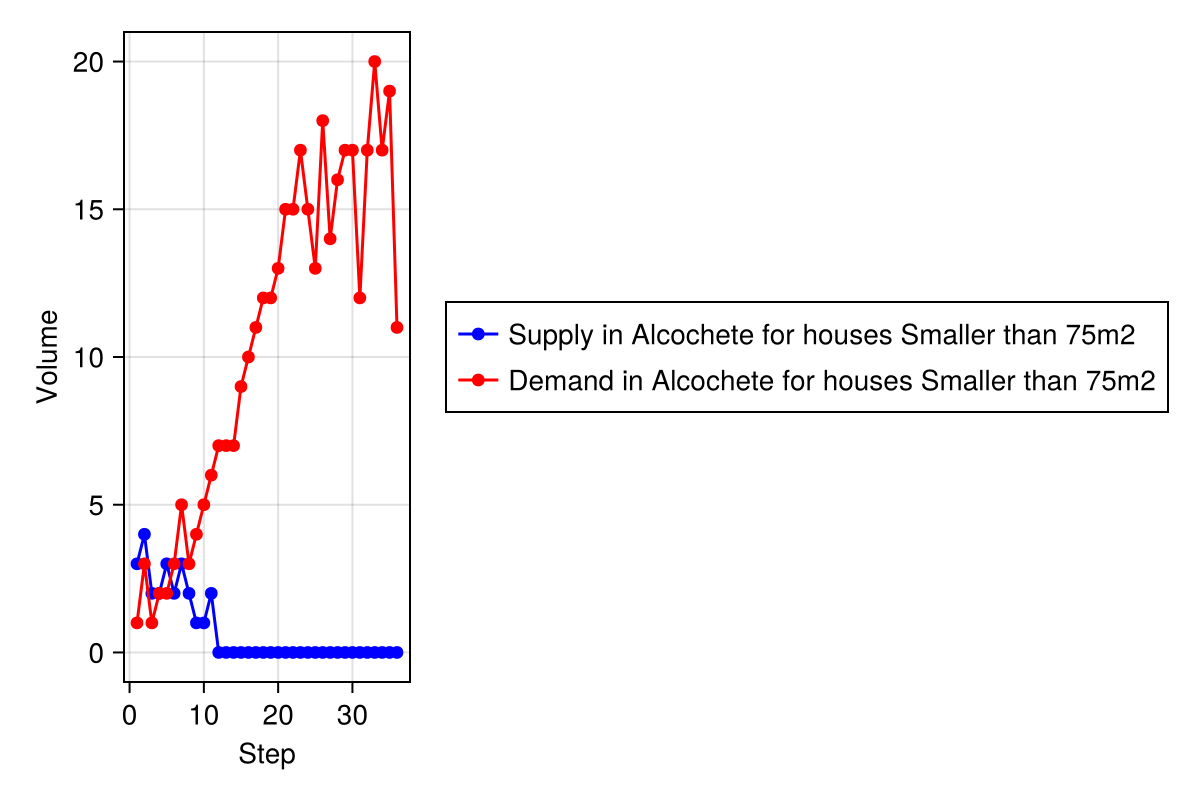 20
15
10
5
0
Volume
0 10 20 30
Step
Supply in Alcochete for houses Smaller than 75m2
Demand in Alcochete for houses Smaller than 75m2